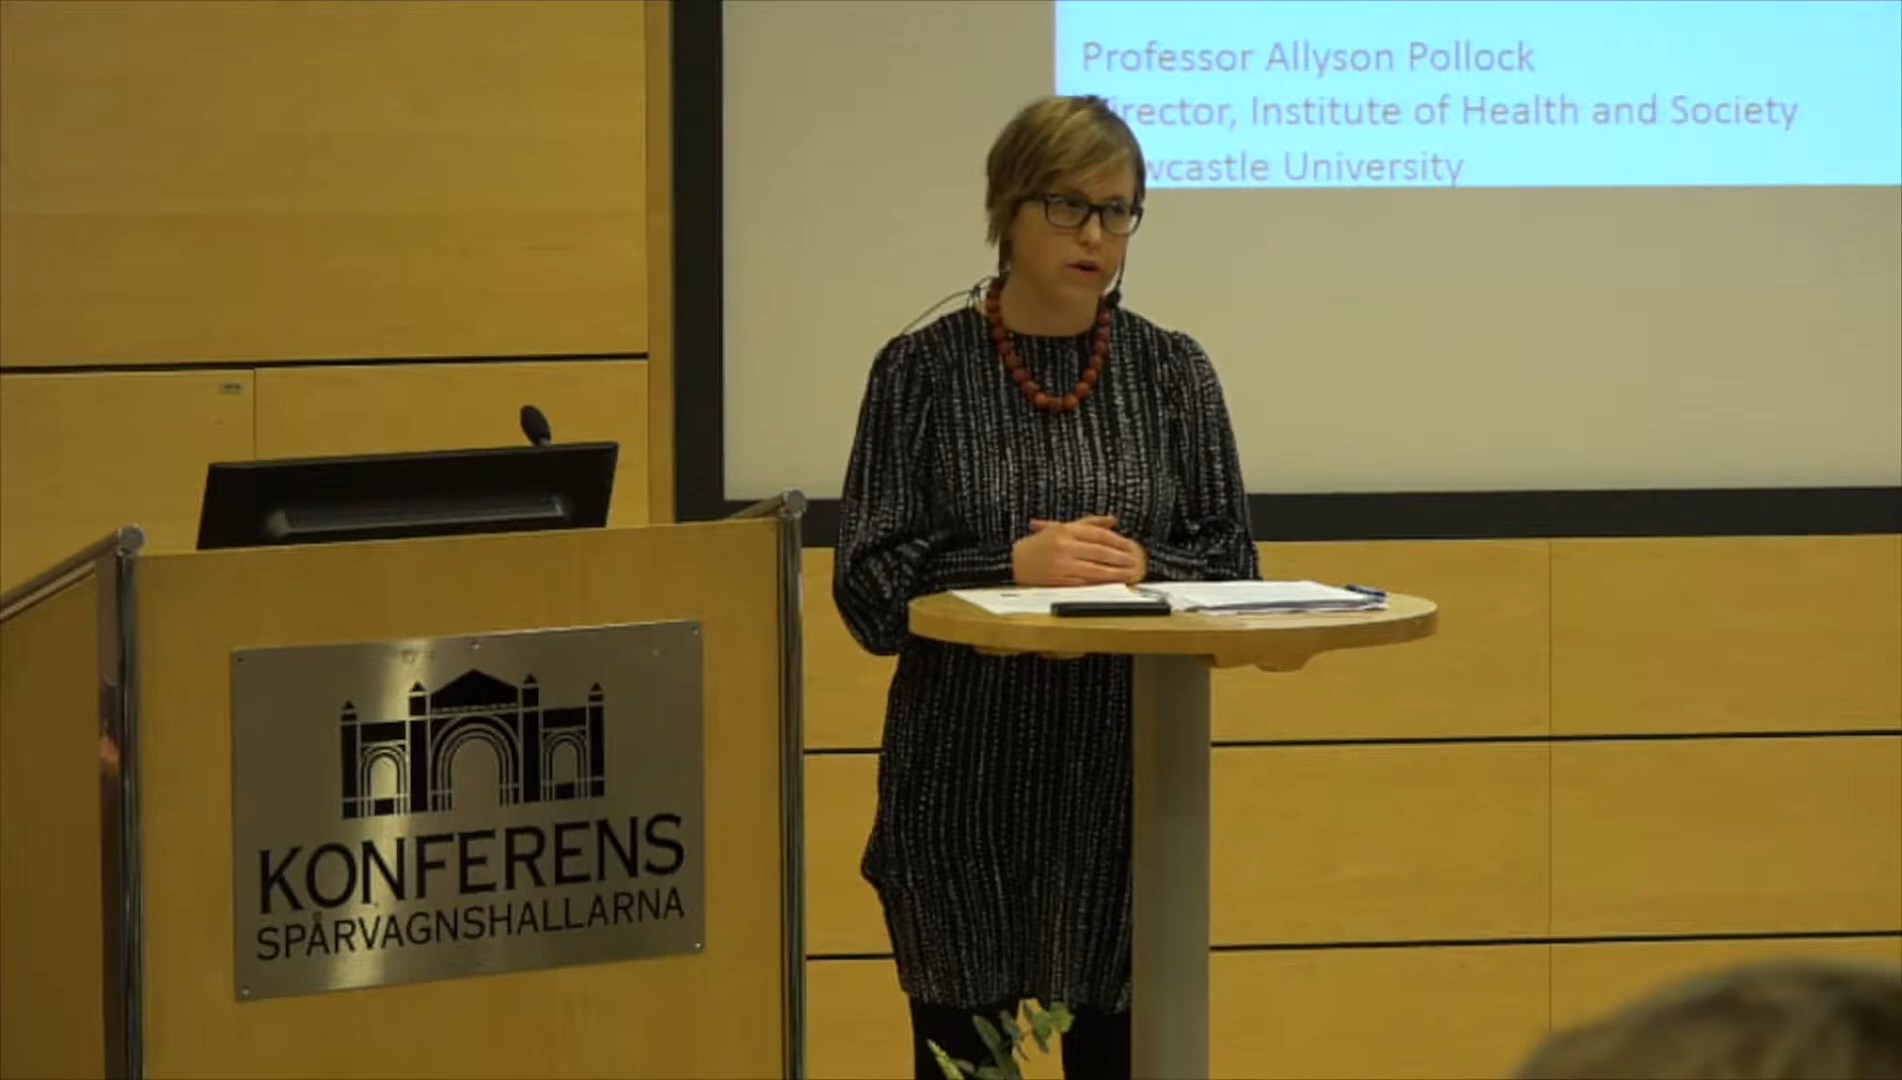 Professor Allyson Pollock
irector, Institute of Health and Society
wcastle University
KONFERENS
SPÅRVAGNSHALLARNA